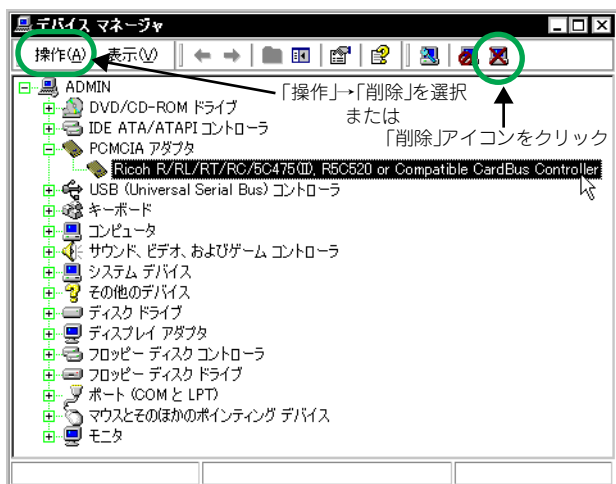 デバイス マネージャ
操作(A) 表示(V)
「操作」→「削除」を選択
または
「削除」アイコンをクリック
ADMIN
DVD/CD-ROM ドライブ
IDE ATA/ATAPI コントローラ
PCMCIA アダプタ
Ricoh R/RL/RT/RC/5C475(II), R5C520 or Compatible CardBus Controller
USB (Universal Serial Bus) コントローラ
キーボード
コンピュータ
サウンド、ビデオ、およびゲーム コントローラ
システム デバイス
その他のデバイス
ディスク ドライブ
ディスプレイ アダプタ
フロッピー ディスク コントローラ
フロッピー ディスク ドライブ
ポート (COM と LPT)
マウスとそのほかのポインティング デバイス
モニタ